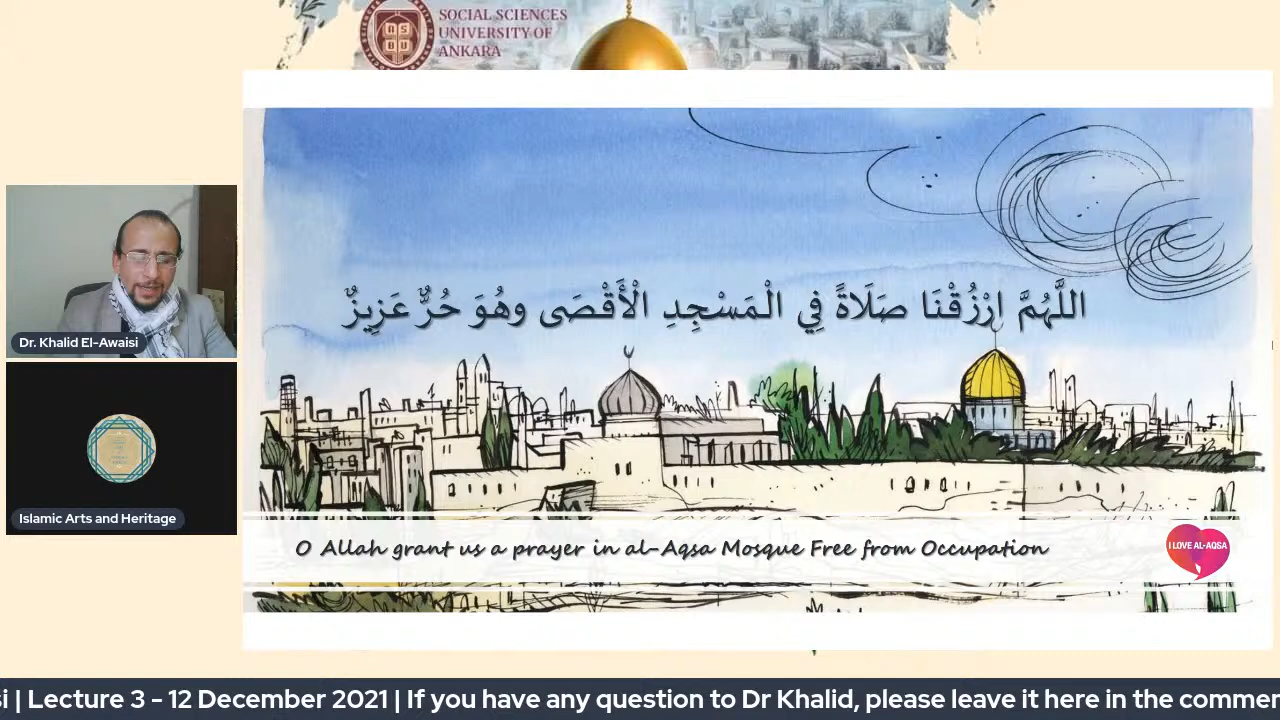 SOCIAL SCIENCES
UNIVERSITY OF
ANKARA
اللَّهُمَّ ارْزُقْنَا صَلَاةً فِي الْمَسْجِدِ الْأَقْصَى وهُوَ حُرٌّ عَزِيزٌ
Dr. Khalid El-Awaisi
Islamic Arts and Heritage
O Allah grant us a prayer in al-Aqsa Mosque Free from Occupation
I LOVE AL-AQSA
si | Lecture 3 - 12 December 2021 | If you have any question to Dr Khalid, please leave it here in the commen